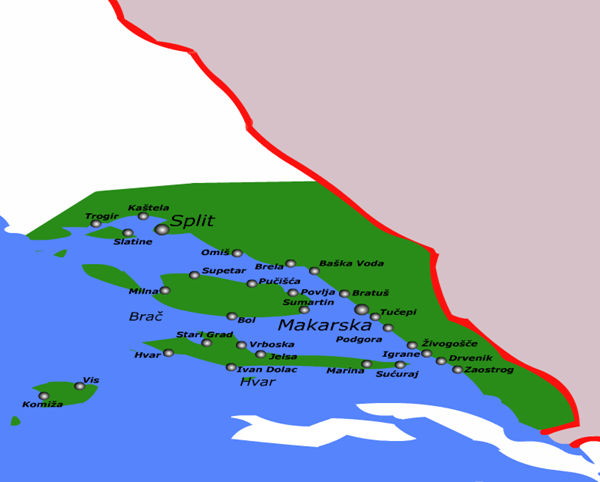 Kaštela
Trogir
Split
Slatine
Omiš
Brela
Baška Voda
Supetar
Pučišća
Milna
Povlja
Bratuš
Sumartin
Brač
Bol
Tučepi
Makarska
Stari Grad
Podgora
Vrboska
Živogošče
Hvar
Jelsa
Igrane
Drvenik
Ivan Dolac
Marina
Sućuraj
Zaostrog
Vis
Hvar
Komiža